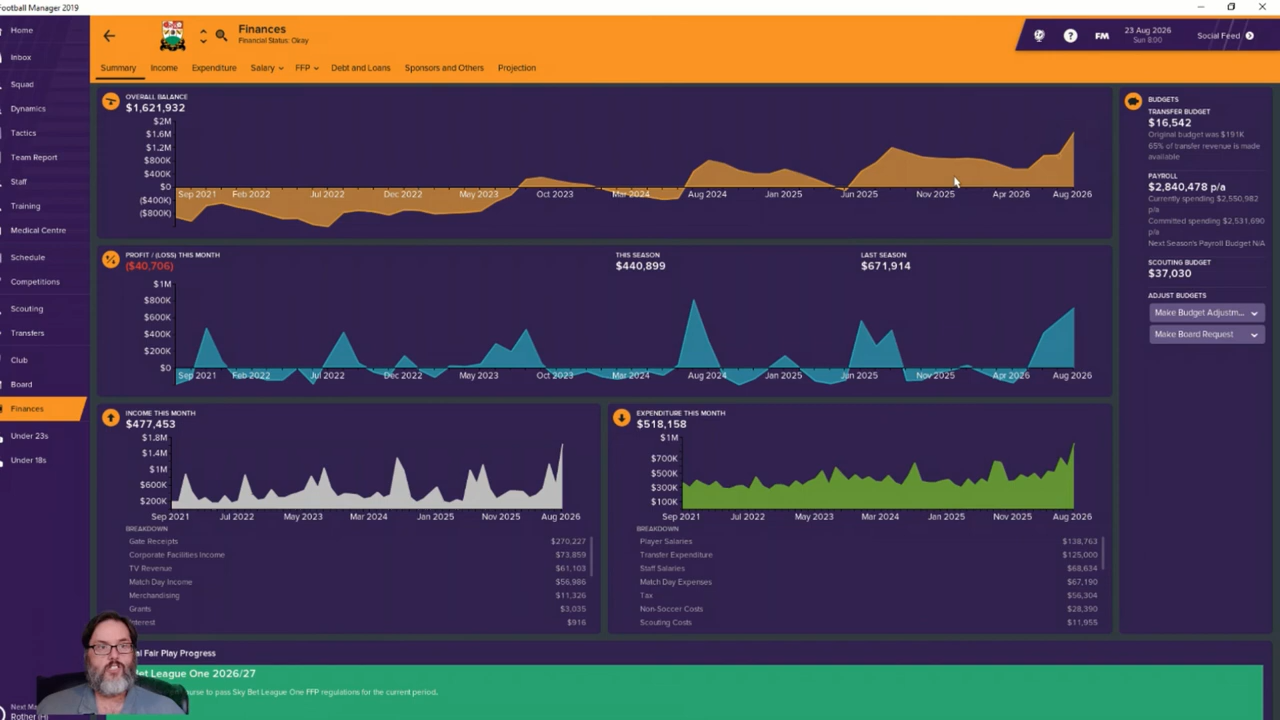 Football Manager 2019
Home
Inbox
Squad
Dynamics
Tactics
Team Report
Staff
Training
Medical Centre
Schedule
Competitions
Scouting
Transfers
Club
Board
Finances
Under 23s
Under 18s
Finances
Financial Status: Okay
FM
23 Aug 2026
Sun 8:00
Social Feed
Summary Income Expenditure Salary FFP Debt and Loans Sponsors and Others Projection
OVERALL BALANCE
$1,621,932
$2M
$1.6M
$1.2M
$800K
$400K
$0
($400K)
($800K)
Sep 2021 Feb 2022 Jul 2022 Dec 2022 May 2023 Oct 2023 Mar 2024 Aug 2024 Jan 2025 Jun 2025 Nov 2025 Apr 2026 Aug 2026
PROFIT / (LOSS) THIS MONTH
($40,706)
THIS SEASON
$440,899
LAST SEASON
$671,914
$1M
$800K
$600K
$400K
$200K
$0
Sep 2021 Feb 2022 Jul 2022 Dec 2022 May 2023 Oct 2023 Mar 2024 Aug 2024 Jan 2025 Jun 2025 Nov 2025 Apr 2026 Aug 2026
INCOME THIS MONTH
$477,453
$1.8M
$1.4M
$1M
$600K
$200K
Sep 2021 Jul 2022 May 2023 Mar 2024 Jan 2025 Nov 2025 Aug 2026
BREAKDOWN
Gate Receipts $270,227
Corporate Facilities Income $73,859
TV Revenue $61,103
Match Day Income $56,986
Merchandising $11,326
Grants $3,035
Interest $916
EXPENDITURE THIS MONTH
$518,158
$1M
$700K
$500K
$300K
$100K
Sep 2021 Jul 2022 May 2023 Mar 2024 Jan 2025 Nov 2025 Aug 2026
BREAKDOWN
Player Salaries $138,763
Transfer Expenditure $125,000
Staff Salaries $68,634
Match Day Expenses $67,190
Tax $56,304
Non-Soccer Costs $28,390
Scouting Costs $11,955
BUDGETS
TRANSFER BUDGET
$16,542
Original budget was $191K
65% of transfer revenue is made
available
PAYROLL
$2,840,478 p/a
Currently spending $2,550,982
p/a
Committed spending $2,531,690
p/a
Next Season's Payroll Budget N/A
SCOUTING BUDGET
$37,030
ADJUST BUDGETS
Make Budget Adjustm...
Make Board Request
Fair Play Progress
Bet League One 2026/27
to pass Sky Bet League One FFP regulations for the current period.
Next Ma
Rother (H)